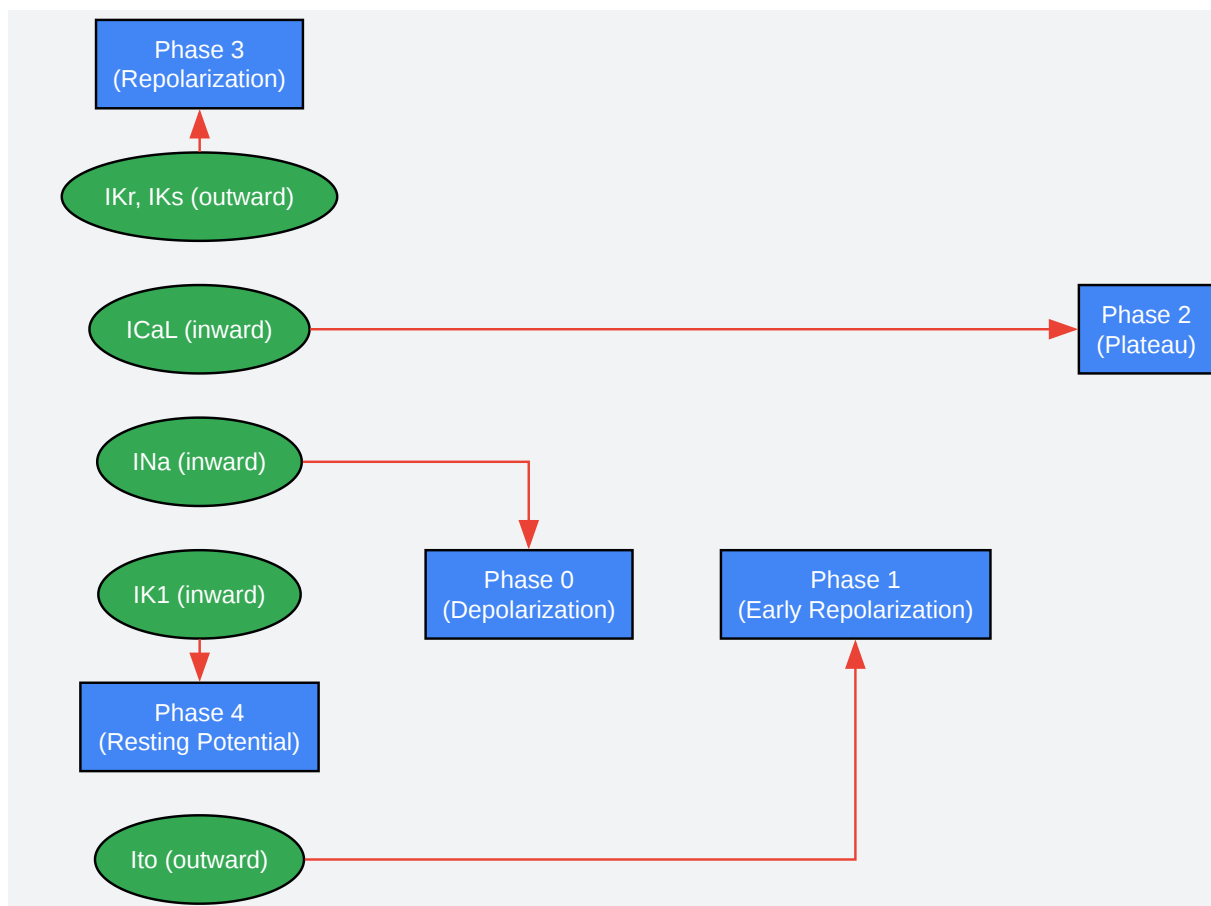 Phase 3
(Repolarization)
IKr, IKs (outward)
ICaL (inward)
Phase 2
(Plateau)
INa (inward)
IK1 (inward)
Phase 0
(Depolarization)
Phase 1
(Early Repolarization)
Phase 4
(Resting Potential)
Ito (outward)